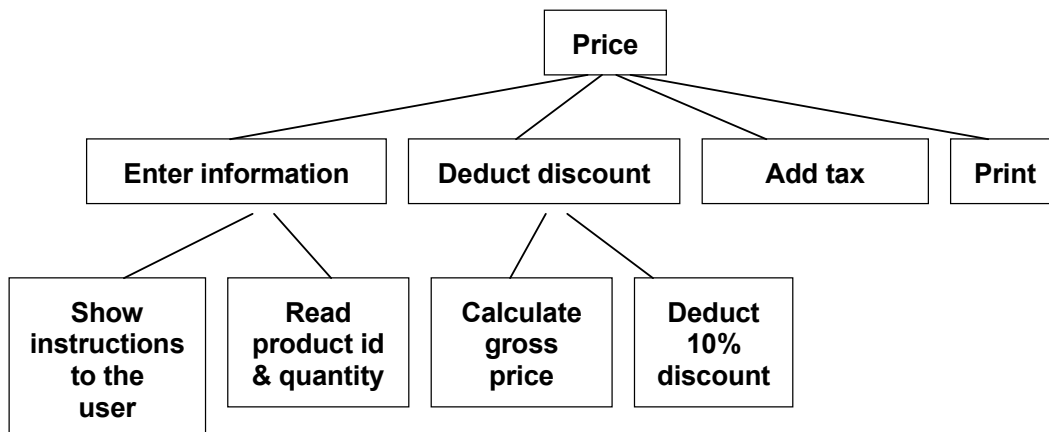 Price
Enter information
Deduct discount
Add tax
Print
Show
instructions
to the
user
Read
product id
& quantity
Calculate
gross
price
Deduct
10%
discount